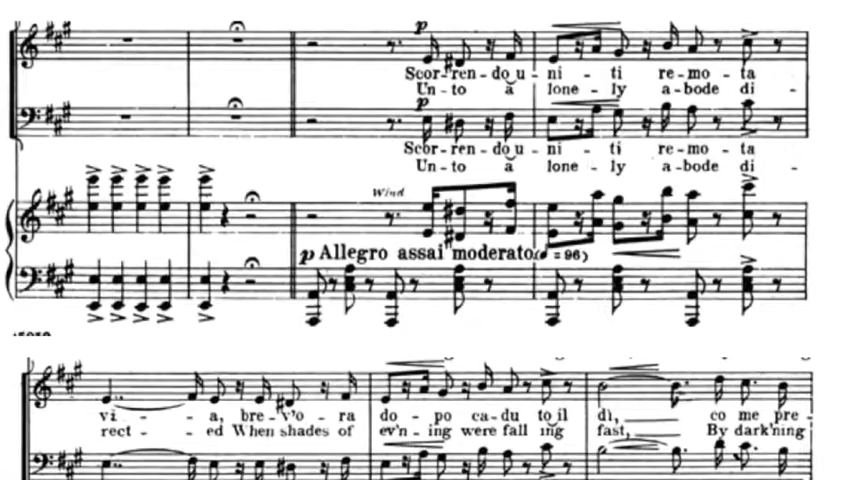 p
Scor-ren-do u-ni - ti re-mo - ta
Un-to a lone-ly a-bode di -
p
Scor-ren-do u-ni - ti re-mo - ta
Un-to a lone-ly a-bode di -
Wind
p Allegro assai moderato (♩ = 96)
vi - - a, bre-v'o - ra do - po ca-du to il dì, co me pre -
rect - - ed When shades of ev'n - ing were fall ing fast, By dark'ning